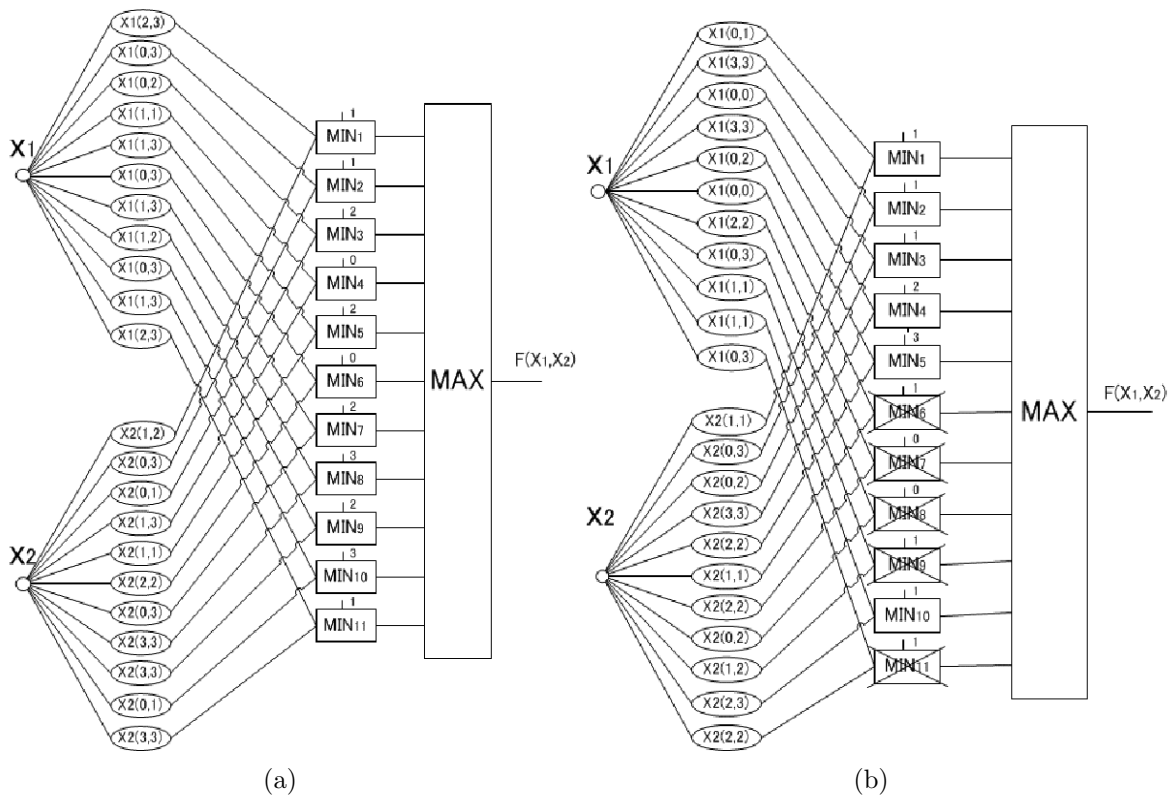 X1
X1(2,3)
X1(0,3)
X1(0,2)
X1(1,1)
X1(1,3)
X1(0,3)
X1(1,3)
X1(1,2)
X1(0,3)
X1(1,3)
X1(2,3)
X2
X2(1,2)
X2(0,3)
X2(0,1)
X2(1,3)
X2(1,1)
X2(2,2)
X2(0,3)
X2(3,3)
X2(3,3)
X2(0,1)
X2(3,3)
1
MIN1
1
MIN2
2
MIN3
0
MIN4
2
MIN5
0
MIN6
2
MIN7
3
MIN8
2
MIN9
3
MIN10
1
MIN11
MAX
F(X1,X2)
(a)
X1
X1(0,1)
X1(3,3)
X1(0,0)
X1(3,3)
X1(0,2)
X1(0,0)
X1(2,2)
X1(0,3)
X1(1,1)
X1(1,1)
X1(0,3)
X2
X2(1,1)
X2(0,3)
X2(0,2)
X2(3,3)
X2(2,2)
X2(1,1)
X2(2,2)
X2(0,2)
X2(1,2)
X2(2,3)
X2(2,2)
1
MIN1
1
MIN2
1
MIN3
2
MIN4
3
MIN5
1
MIN6
0
MIN7
0
MIN8
1
MIN9
1
MIN10
1
MIN11
MAX
F(X1,X2)
(b)